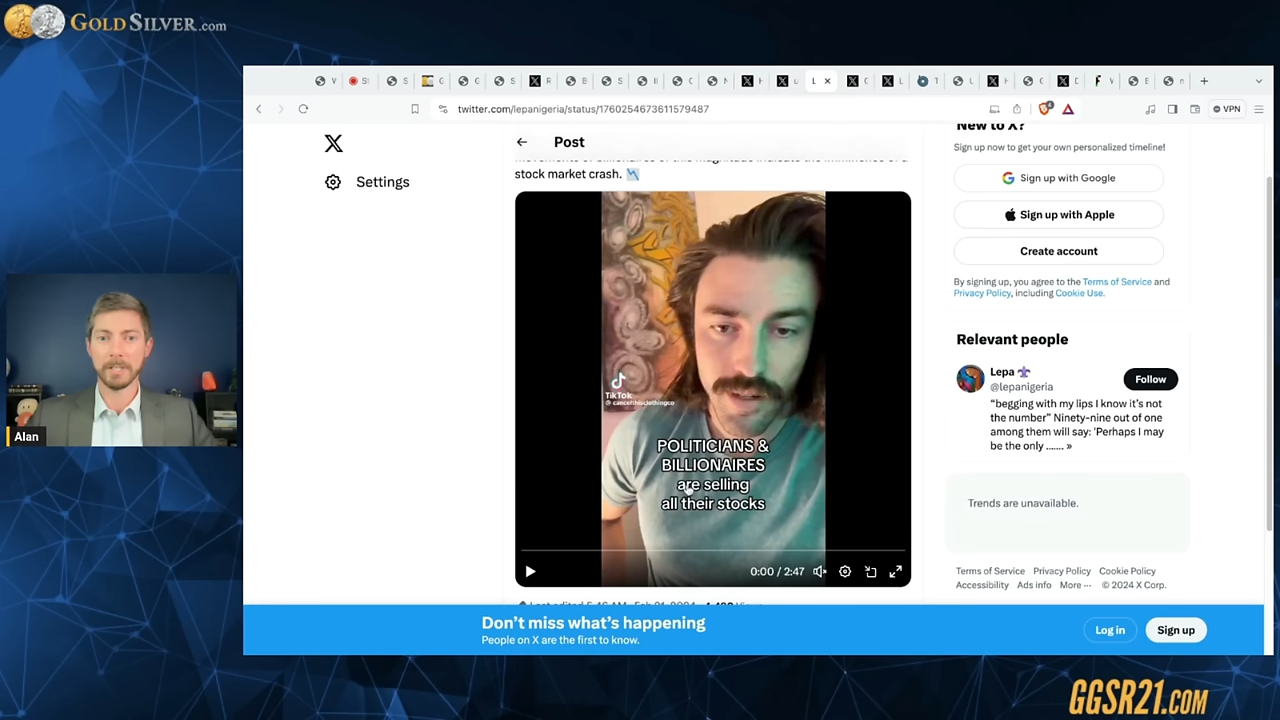 GOLDSILVER.com
twitter.com/lepanigeria/status/1760254673611579487
VPN
Post
Settings
stock market crash.
TikTok
POLITICIANS &
BILLIONAIRES
are selling
all their stocks
0:00 / 2:47
New to X?
Sign up now to get your own personalized timeline!
Sign up with Google
Sign up with Apple
Create account
By signing up, you agree to the Terms of Service and
Privacy Policy, including Cookie Use.
Relevant people
Lepa
@lepanigeria
Follow
“begging with my lips I know it’s not
the number” Ninety-nine out of one
among them will say: 'Perhaps I may
be the only ....... »
Trends are unavailable.
Terms of Service Privacy Policy Cookie Policy
Accessibility Ads info More ··· © 2024 X Corp.
Don’t miss what’s happening
People on X are the first to know.
Log in
Sign up
Alan
GGSR21.COM